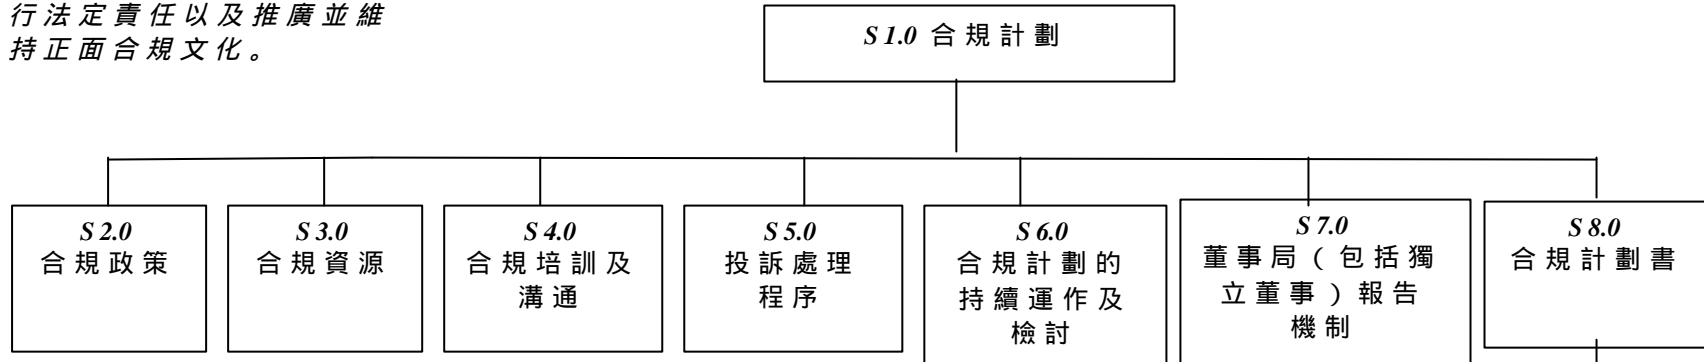 行法定責任以及推廣並維
持正面合規文化。
S 1.0 合規計劃
S 2.0
合規政策
S 3.0
合規資源
S 4.0
合規培訓及
溝通
S 5.0
投訴處理
程序
S 6.0
合規計劃的
持續運作及
檢討
S 7.0
董事局（包括獨
立董事）報告
機制
S 8.0
合規計劃書